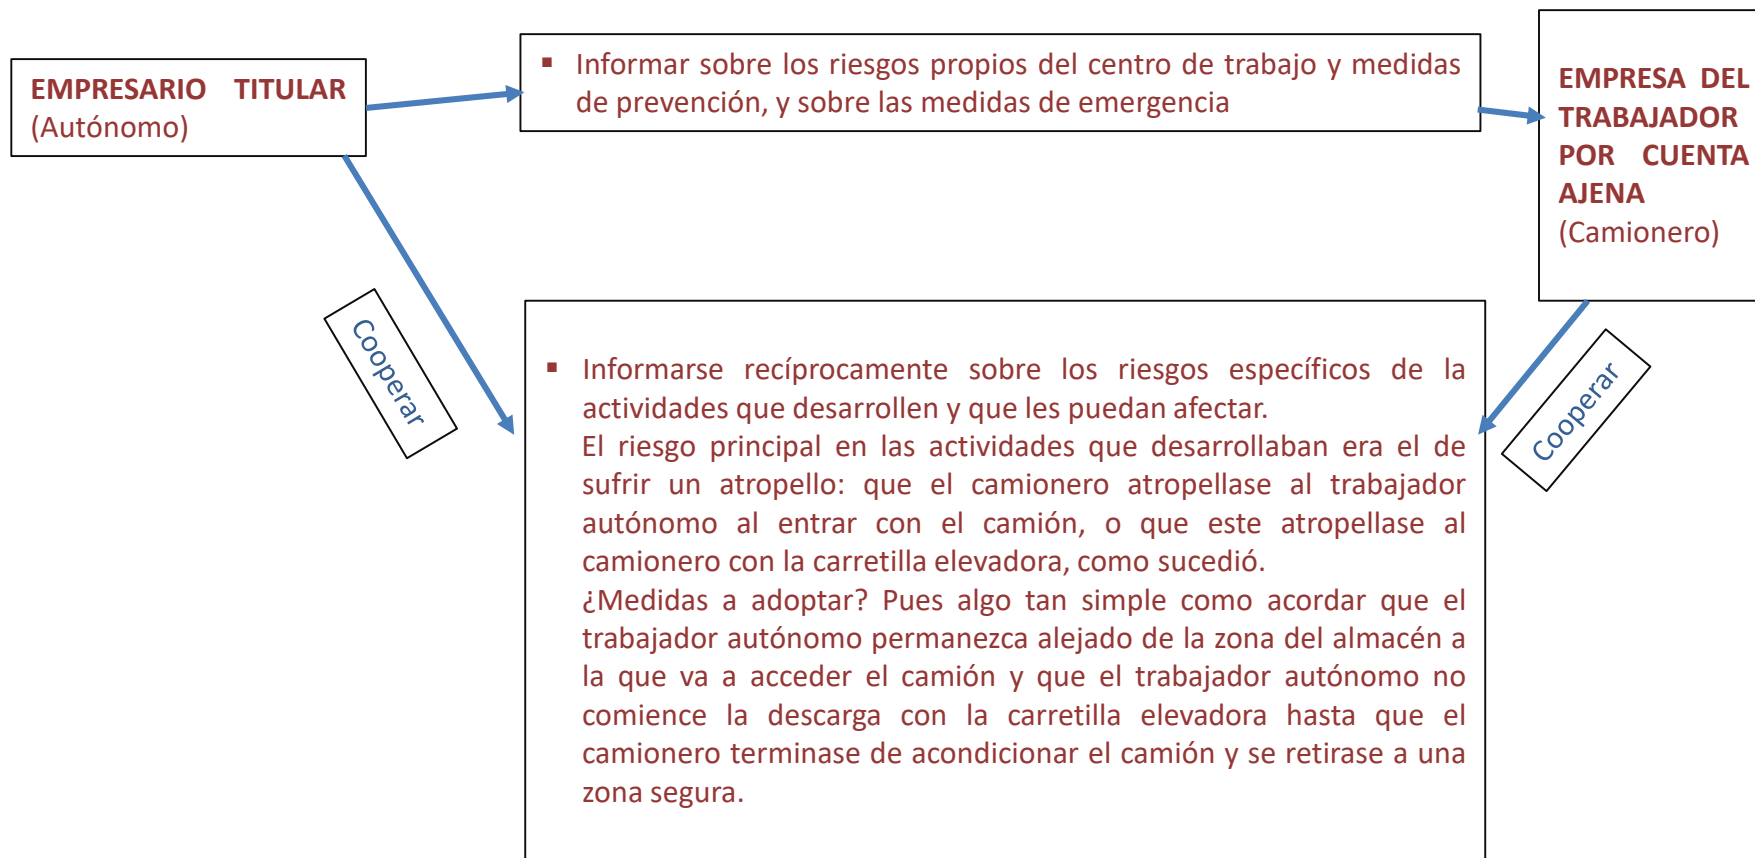 EMPRESARIO TITULAR
(Autónomo)
▪ Informar sobre los riesgos propios del centro de trabajo y medidas
de prevención, y sobre las medidas de emergencia
EMPRESA DEL
TRABAJADOR
POR CUENTA
AJENA
(Camionero)
Cooperar
▪ Informarse recíprocamente sobre los riesgos específicos de la
actividades que desarrollen y que les puedan afectar.
El riesgo principal en las actividades que desarrollaban era el de
sufrir un atropello: que el camionero atropellase al trabajador
autónomo al entrar con el camión, o que este atropellase al
camionero con la carretilla elevadora, como sucedió.
¿Medidas a adoptar? Pues algo tan simple como acordar que el
trabajador autónomo permanezca alejado de la zona del almacén a
la que va a acceder el camión y que el trabajador autónomo no
comience la descarga con la carretilla elevadora hasta que el
camionero terminase de acondicionar el camión y se retirase a una
zona segura.
Cooperar